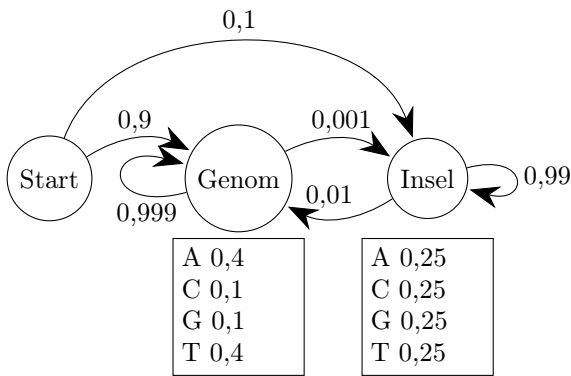 0,1
0,9
0,001
Start
Genom
Insel
0,99
0,999
0,01
A 0,4
C 0,1
G 0,1
T 0,4
A 0,25
C 0,25
G 0,25
T 0,25